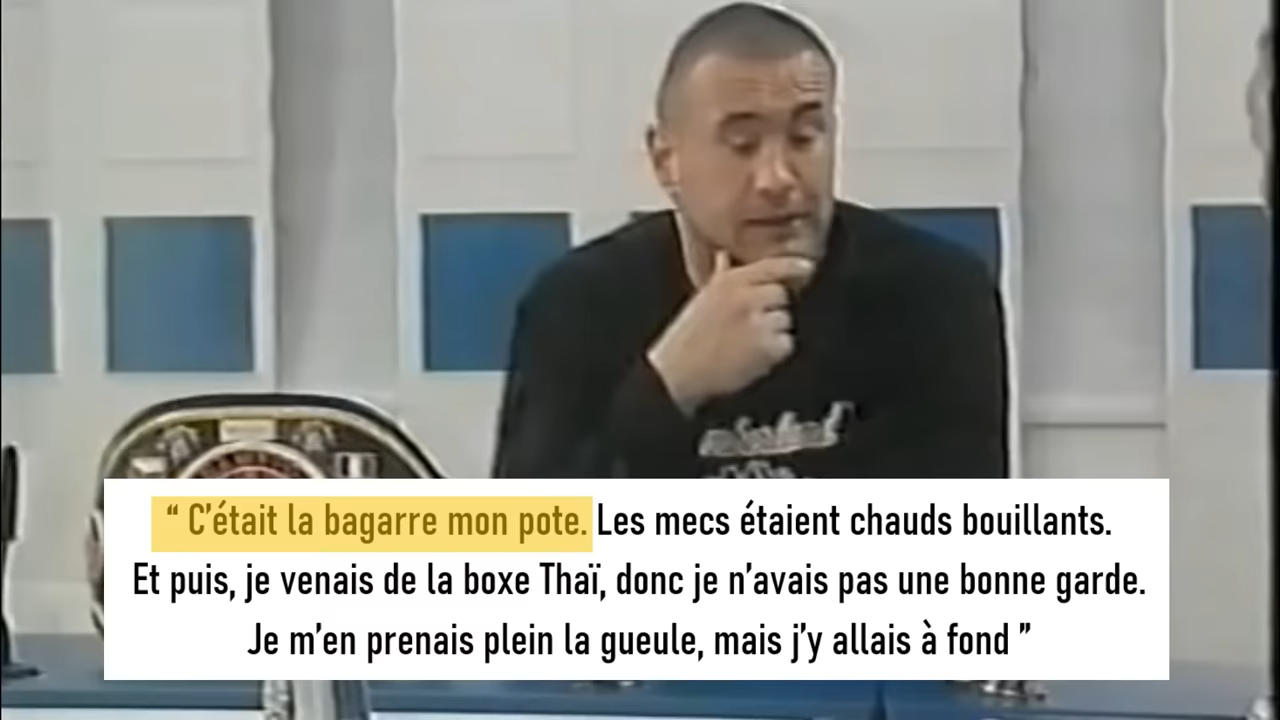 “ C’était la bagarre mon pote. Les mecs étaient chauds bouillants.
Et puis, je venais de la boxe Thaï, donc je n’avais pas une bonne garde.
Je m’en prenais plein la gueule, mais j’y allais à fond ”